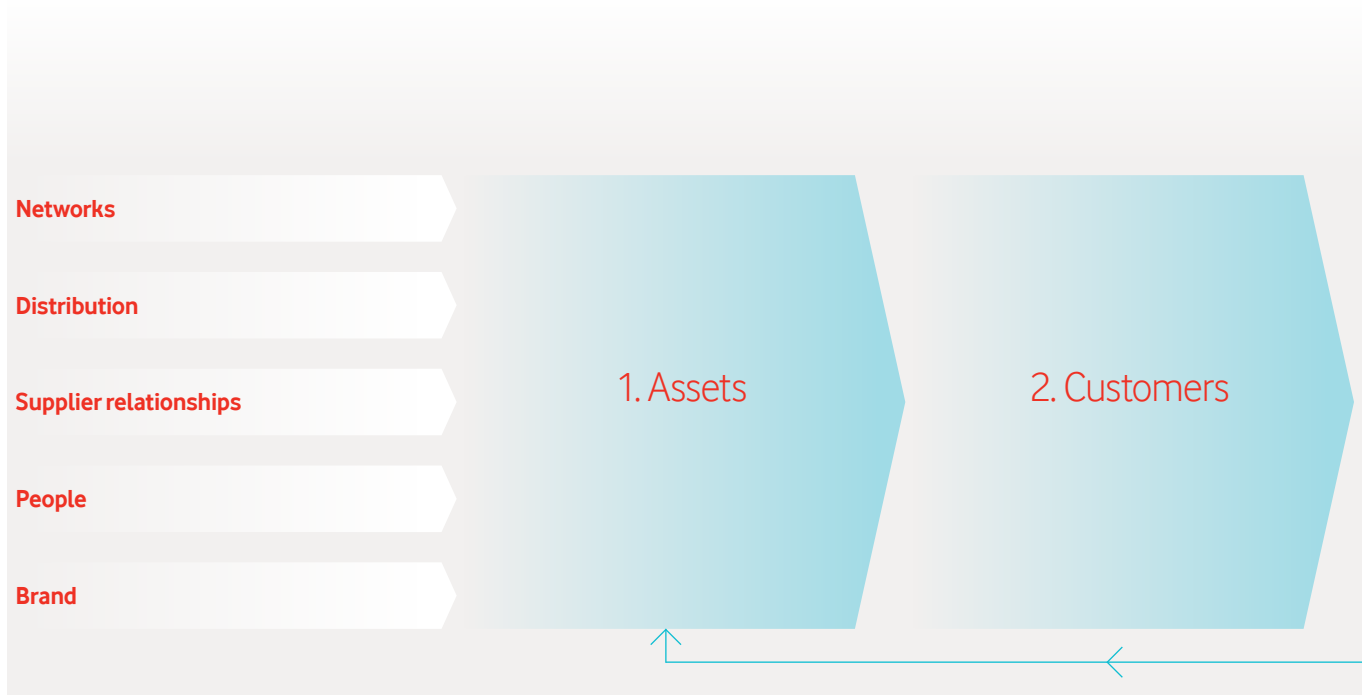 Networks
Distribution
Supplier relationships
People
Brand
1. Assets
2. Customers